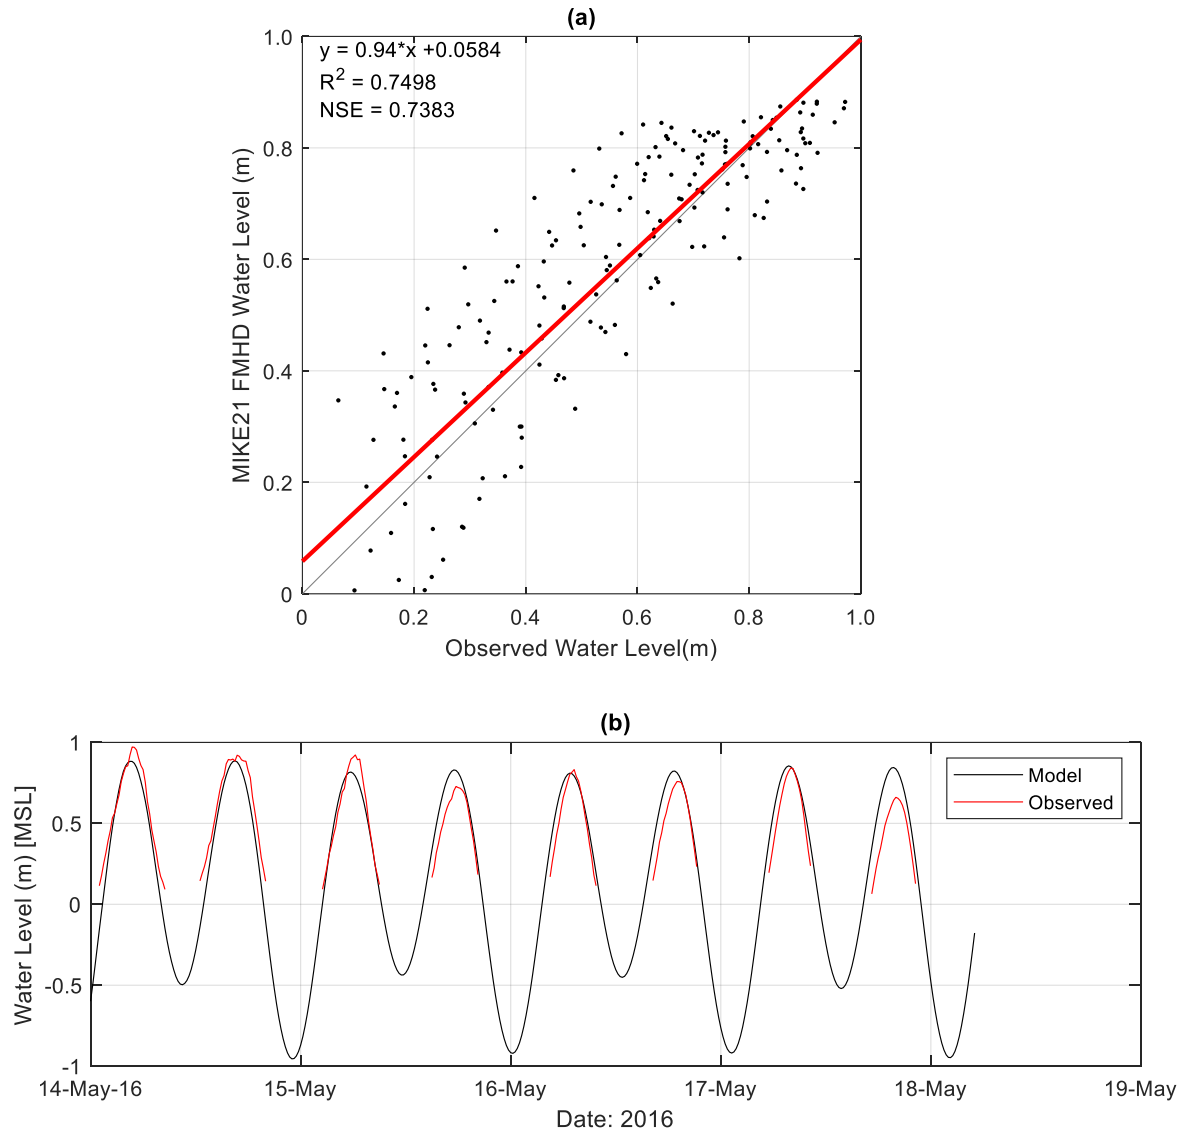 (a)
1.0
y = 0.94*x +0.0584
R2 = 0.7498
NSE = 0.7383
0.8
0.6
0.4
0.2
0
MIKE21 FMHD Water Level (m)
0 0.2 0.4 0.6 0.8 1.0
Observed Water Level(m)
(b)
1
0.5
0
-0.5
-1
Water Level (m) [MSL]
Model
Observed
14-May-16 15-May 16-May 17-May 18-May 19-May
Date: 2016